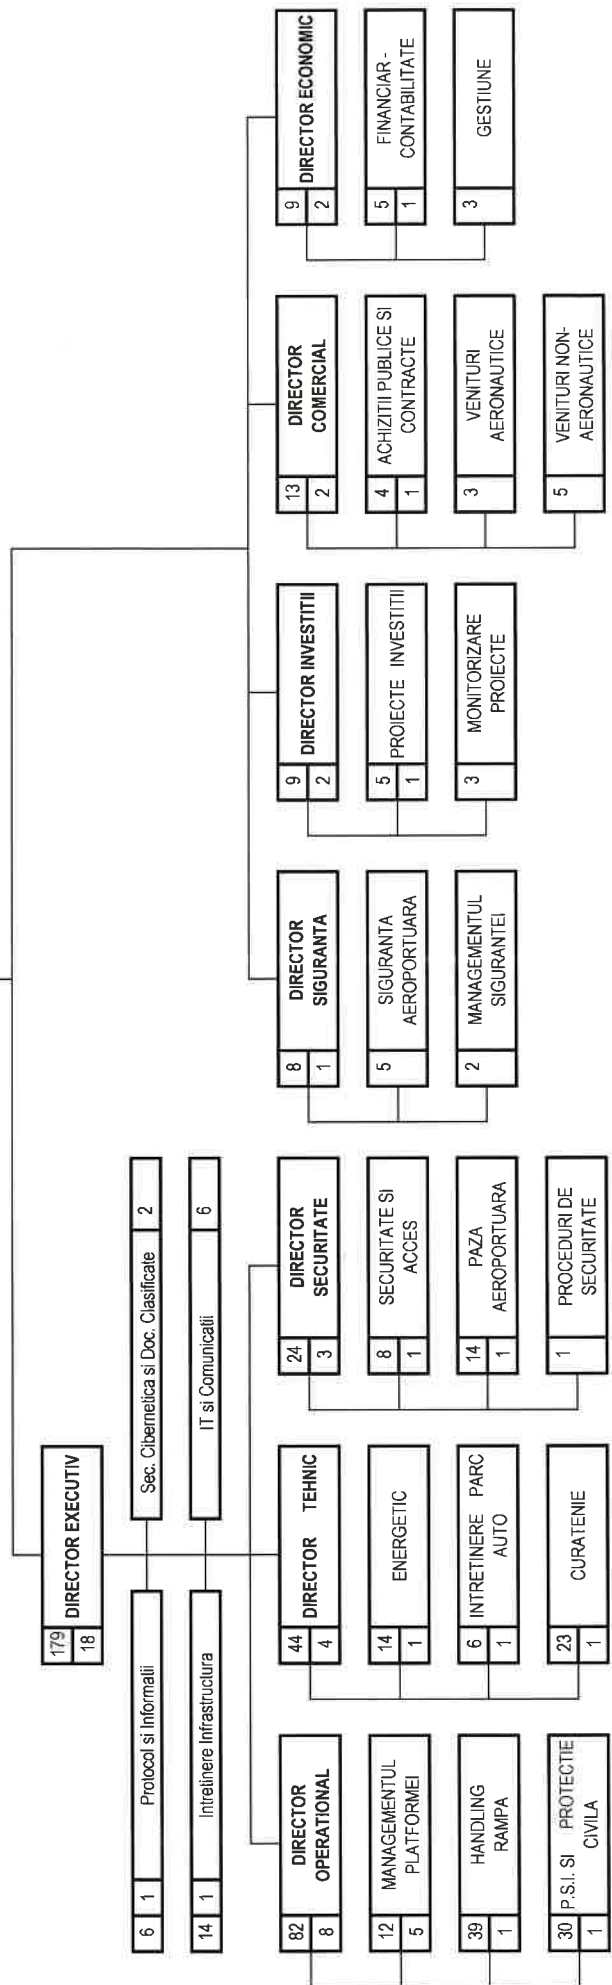 179
18
DIRECTOR EXECUTIV
6
1
Protocol si Informatii
Sec. Cibernetica si Doc. Clasificate
2
14
1
Intretinere Infrastructura
IT si Comunicatii
6
82
8
DIRECTOR
OPERATIONAL
12
5
MANAGEMENTUL
PLATFORMEI
39
1
HANDLING
RAMPA
30
1
P.S.I. SI PROTECTIE
CIVILA
44
4
DIRECTOR TEHNIC
14
1
ENERGETIC
6
1
INTRETINERE PARC
AUTO
23
1
CURATENIE
24
3
DIRECTOR
SECURITATE
8
1
SECURITATE SI
ACCES
14
1
PAZA
AEROPORTUARA
1
PROCEDURI DE
SECURITATE
8
1
DIRECTOR
SIGURANTA
5
SIGURANTA
AEROPORTUARA
2
MANAGEMENTUL
SIGURANTEI
9
2
DIRECTOR INVESTITII
5
1
PROIECTE INVESTITII
3
MONITORIZARE
PROIECTE
13
2
DIRECTOR
COMERCIAL
4
1
ACHIZITII PUBLICE SI
CONTRACTE
3
VENITURI
AERONAUTICE
5
VENITURI NON-
AERONAUTICE
9
2
DIRECTOR ECONOMIC
5
1
FINANCIAR -
CONTABILITATE
3
GESTIUNE